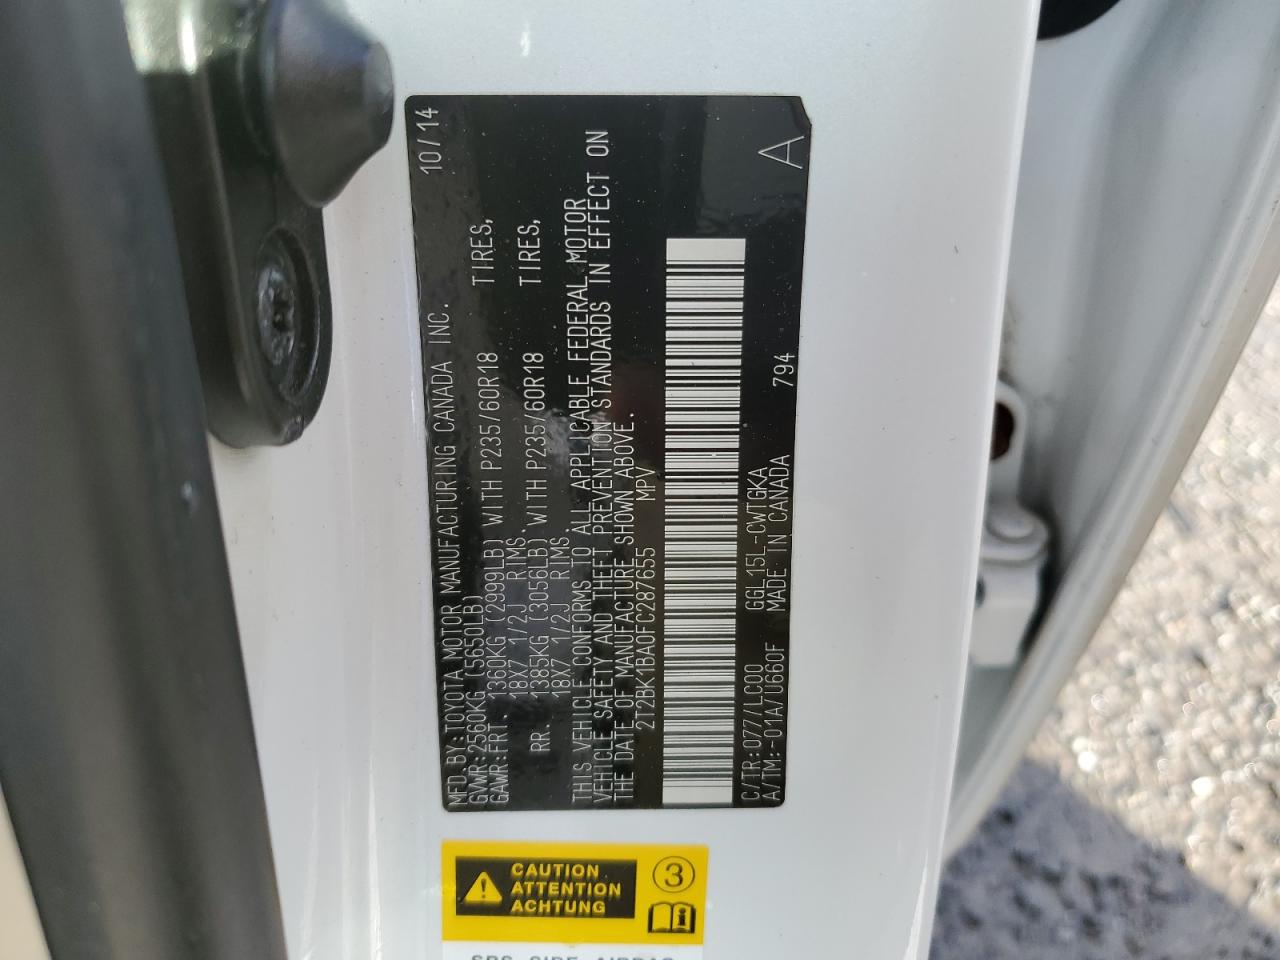 MFD. BY: TOYOTA MOTOR MANUFACTURING CANADA INC. 10/14
GVWR: 2560KG (5650LB)
GAWR: FRT. 1360KG (2999LB) WITH P235/60R18 TIRES,
18X7 1/2J RIMS
RR. 1385KG (3056LB) WITH P235/60R18 TIRES,
18X7 1/2J RIMS
THIS VEHICLE CONFORMS TO ALL APPLICABLE FEDERAL MOTOR
VEHICLE SAFETY AND THEFT PREVENTION STANDARDS IN EFFECT ON
THE DATE OF MANUFACTURE SHOWN ABOVE.
2T2BK1BA0FC287655 MPV
C/TR: 077/LC00 GGL15L-CWTGKA
A/TM: -01A/U660F MADE IN CANADA 794 A
CAUTION
ATTENTION
ACHTUNG
3
i
SRS SIDE AIRBAG